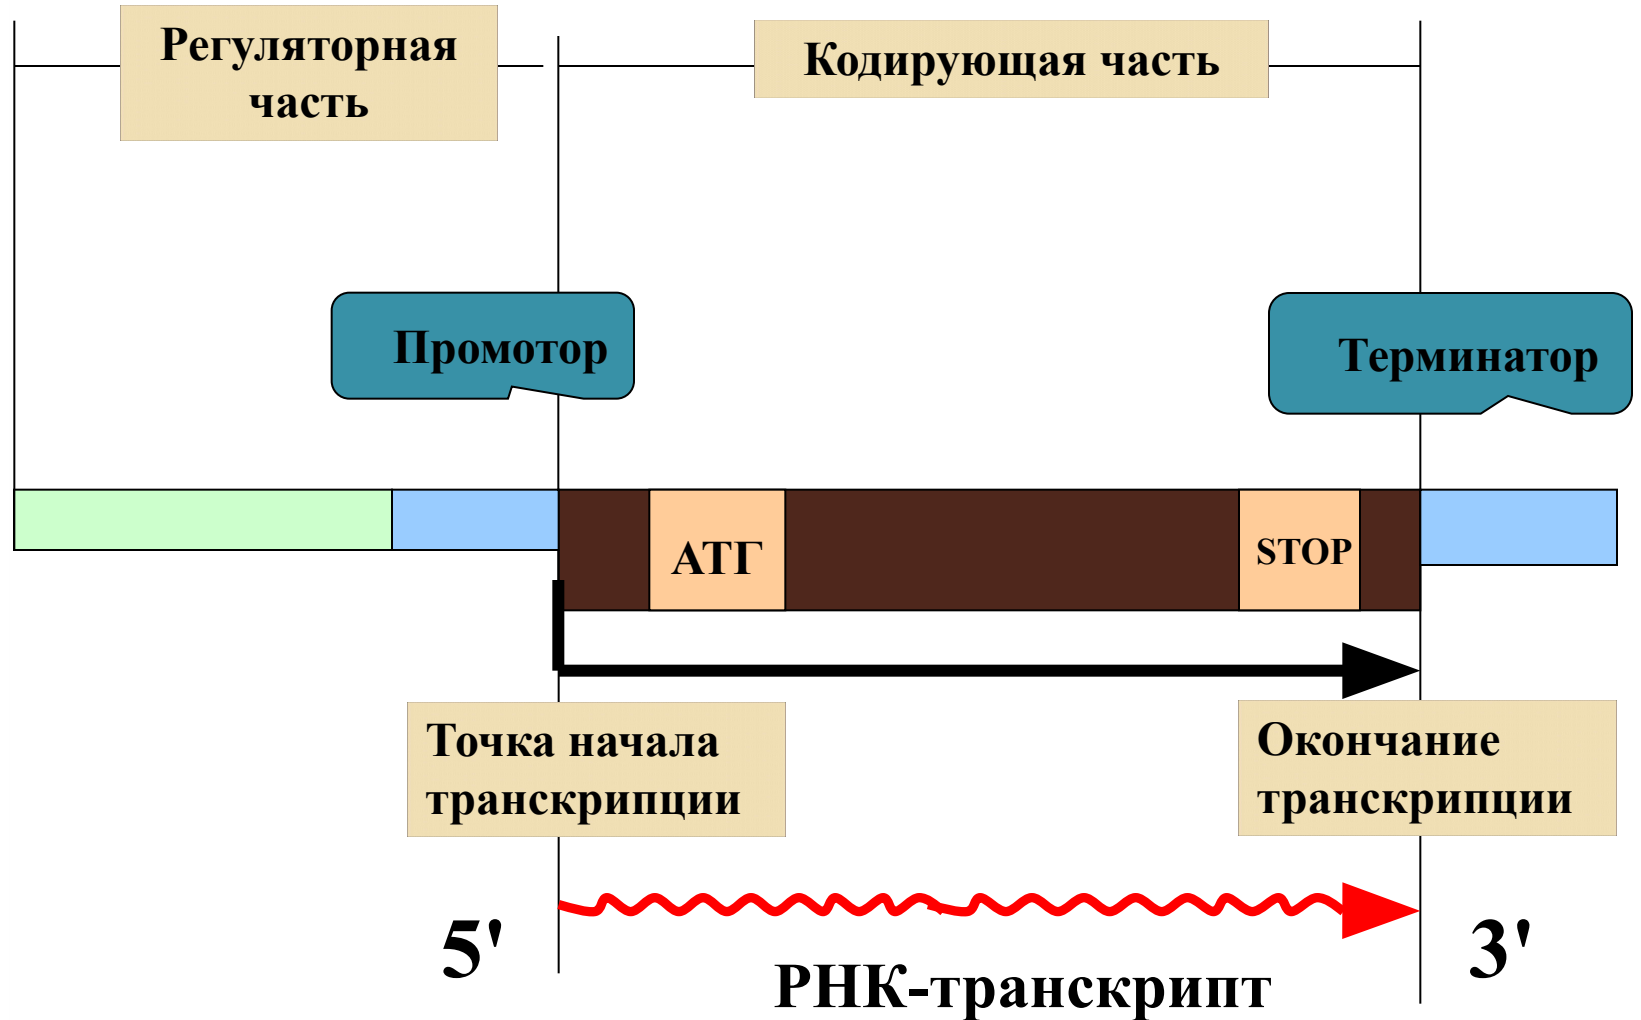 Регуляторная
часть
Кодирующая часть
Промотор
Терминатор
АТГ
STOP
Точка начала
транскрипции
Окончание
транскрипции
5'
3'
РНК-транскрипт